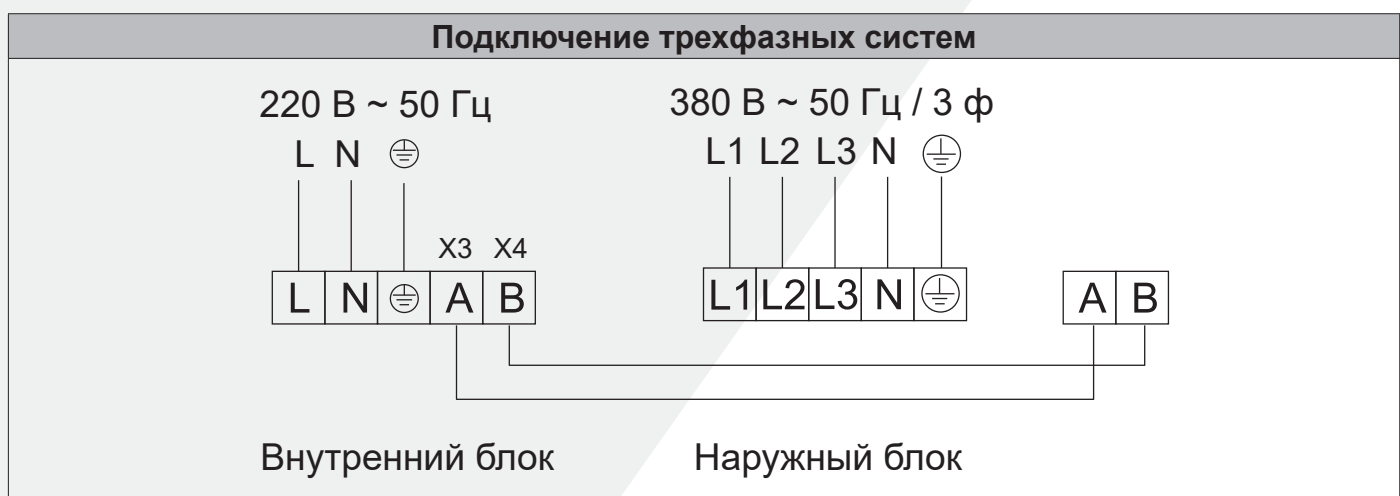 Подключение трехфазных систем
220 В ~ 50 Гц 380 В ~ 50 Гц / 3 ф
L N L1 L2 L3 N
X3 X4
L N A B L1 L2 L3 N A B
Внутренний блок Наружный блок